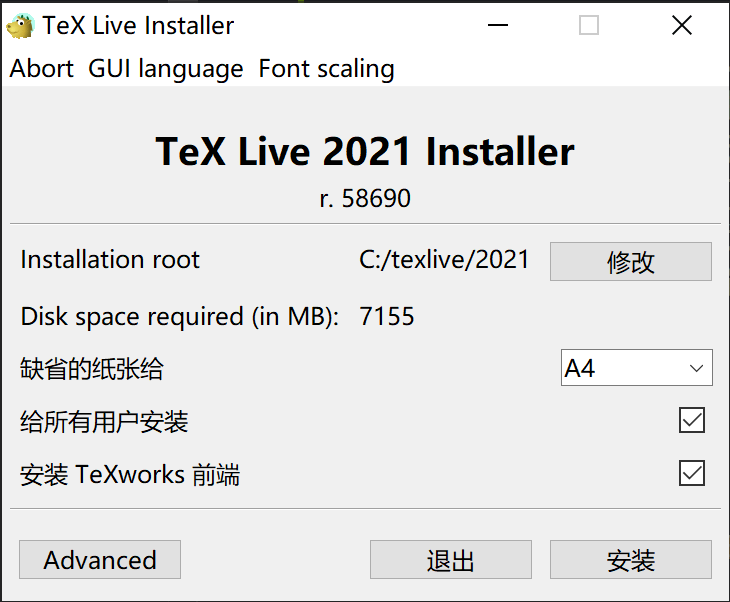 TeX Live Installer
Abort GUI language Font scaling
TeX Live 2021 Installer
r. 58690
Installation root C:/texlive/2021 修改
Disk space required (in MB): 7155
缺省的纸张给 A4
给所有用户安装
安装 TeXworks 前端
Advanced 退出 安装